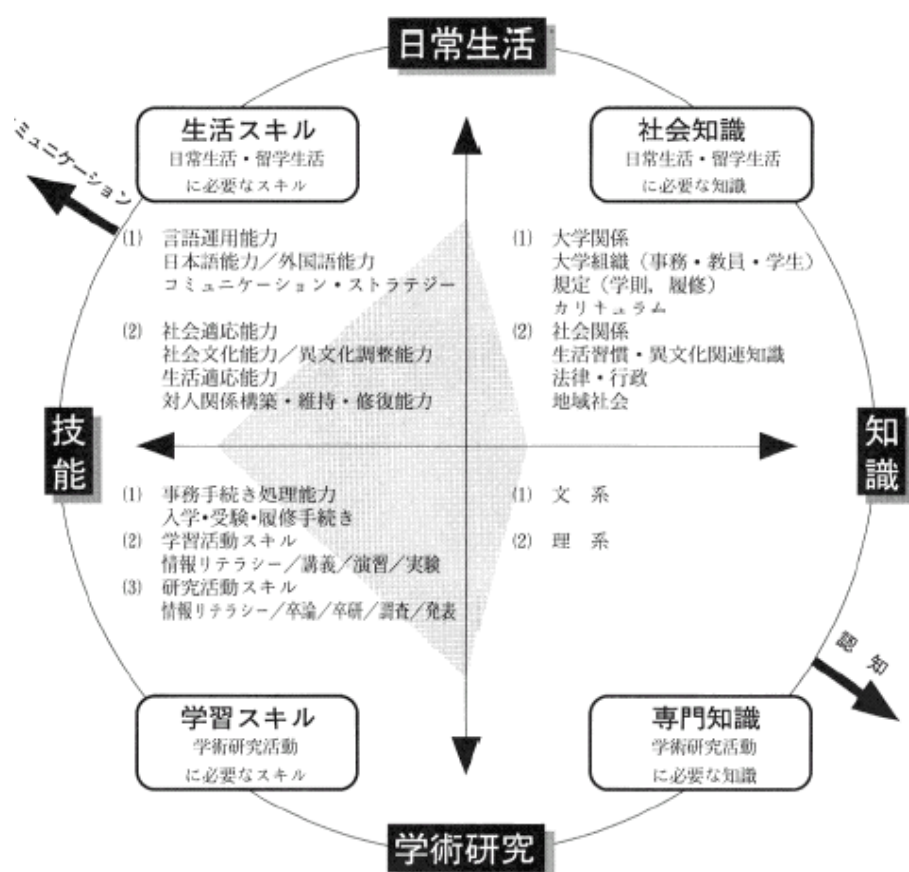 日常生活
生活スキル
日常生活・留学生活
に必要なスキル
社会知識
日常生活・留学生活
に必要な知識
ミュニケーション
(1) 言語運用能力
日本語能力／外国語能力
コミュニケーション・ストラテジー
(2) 社会適応能力
社会文化能力／異文化調整能力
生活適応能力
対人関係構築・維持・修復能力
(1) 大学関係
大学組織（事務・教員・学生）
規定（学則、履修）
カリキュラム
(2) 社会関係
生活習慣・異文化関連知識
法律・行政
地域社会
技能
知識
(1) 事務手続き処理能力
入学・受験・履修手続き
(2) 学習活動スキル
情報リテラシー／講義／演習／実験
(3) 研究活動スキル
情報リテラシー／卒論／卒研／調査／発表
(1) 文　系
(2) 理　系
認知
学習スキル
学術研究活動
に必要なスキル
専門知識
学術研究活動
に必要な知識
学術研究